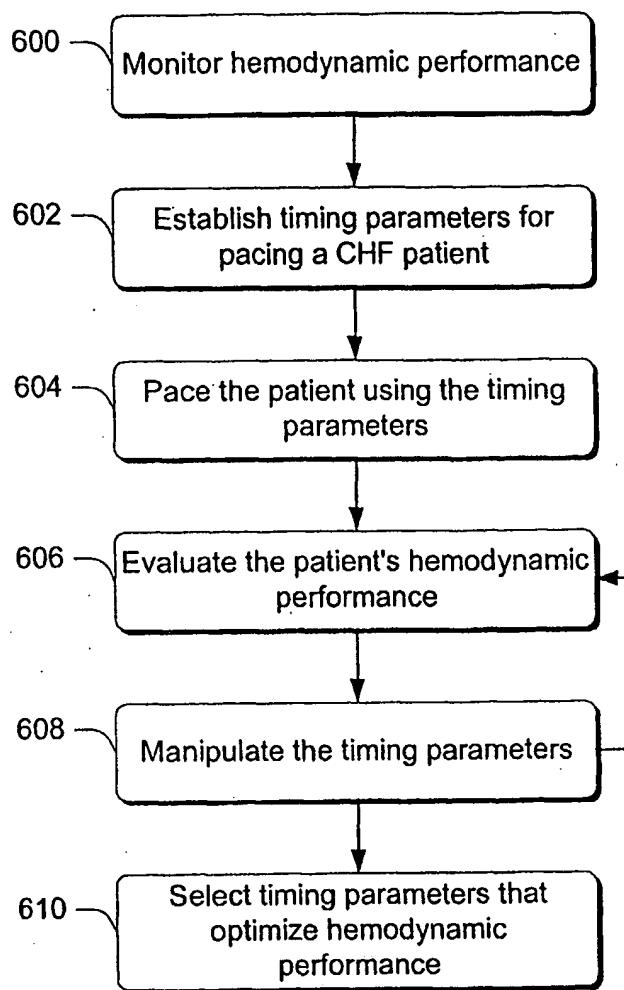 600
Monitor hemodynamic performance
602
Establish timing parameters for
pacing a CHF patient
604
Pace the patient using the timing
parameters
606
Evaluate the patient's hemodynamic
performance
608
Manipulate the timing parameters
610
Select timing parameters that
optimize hemodynamic
performance